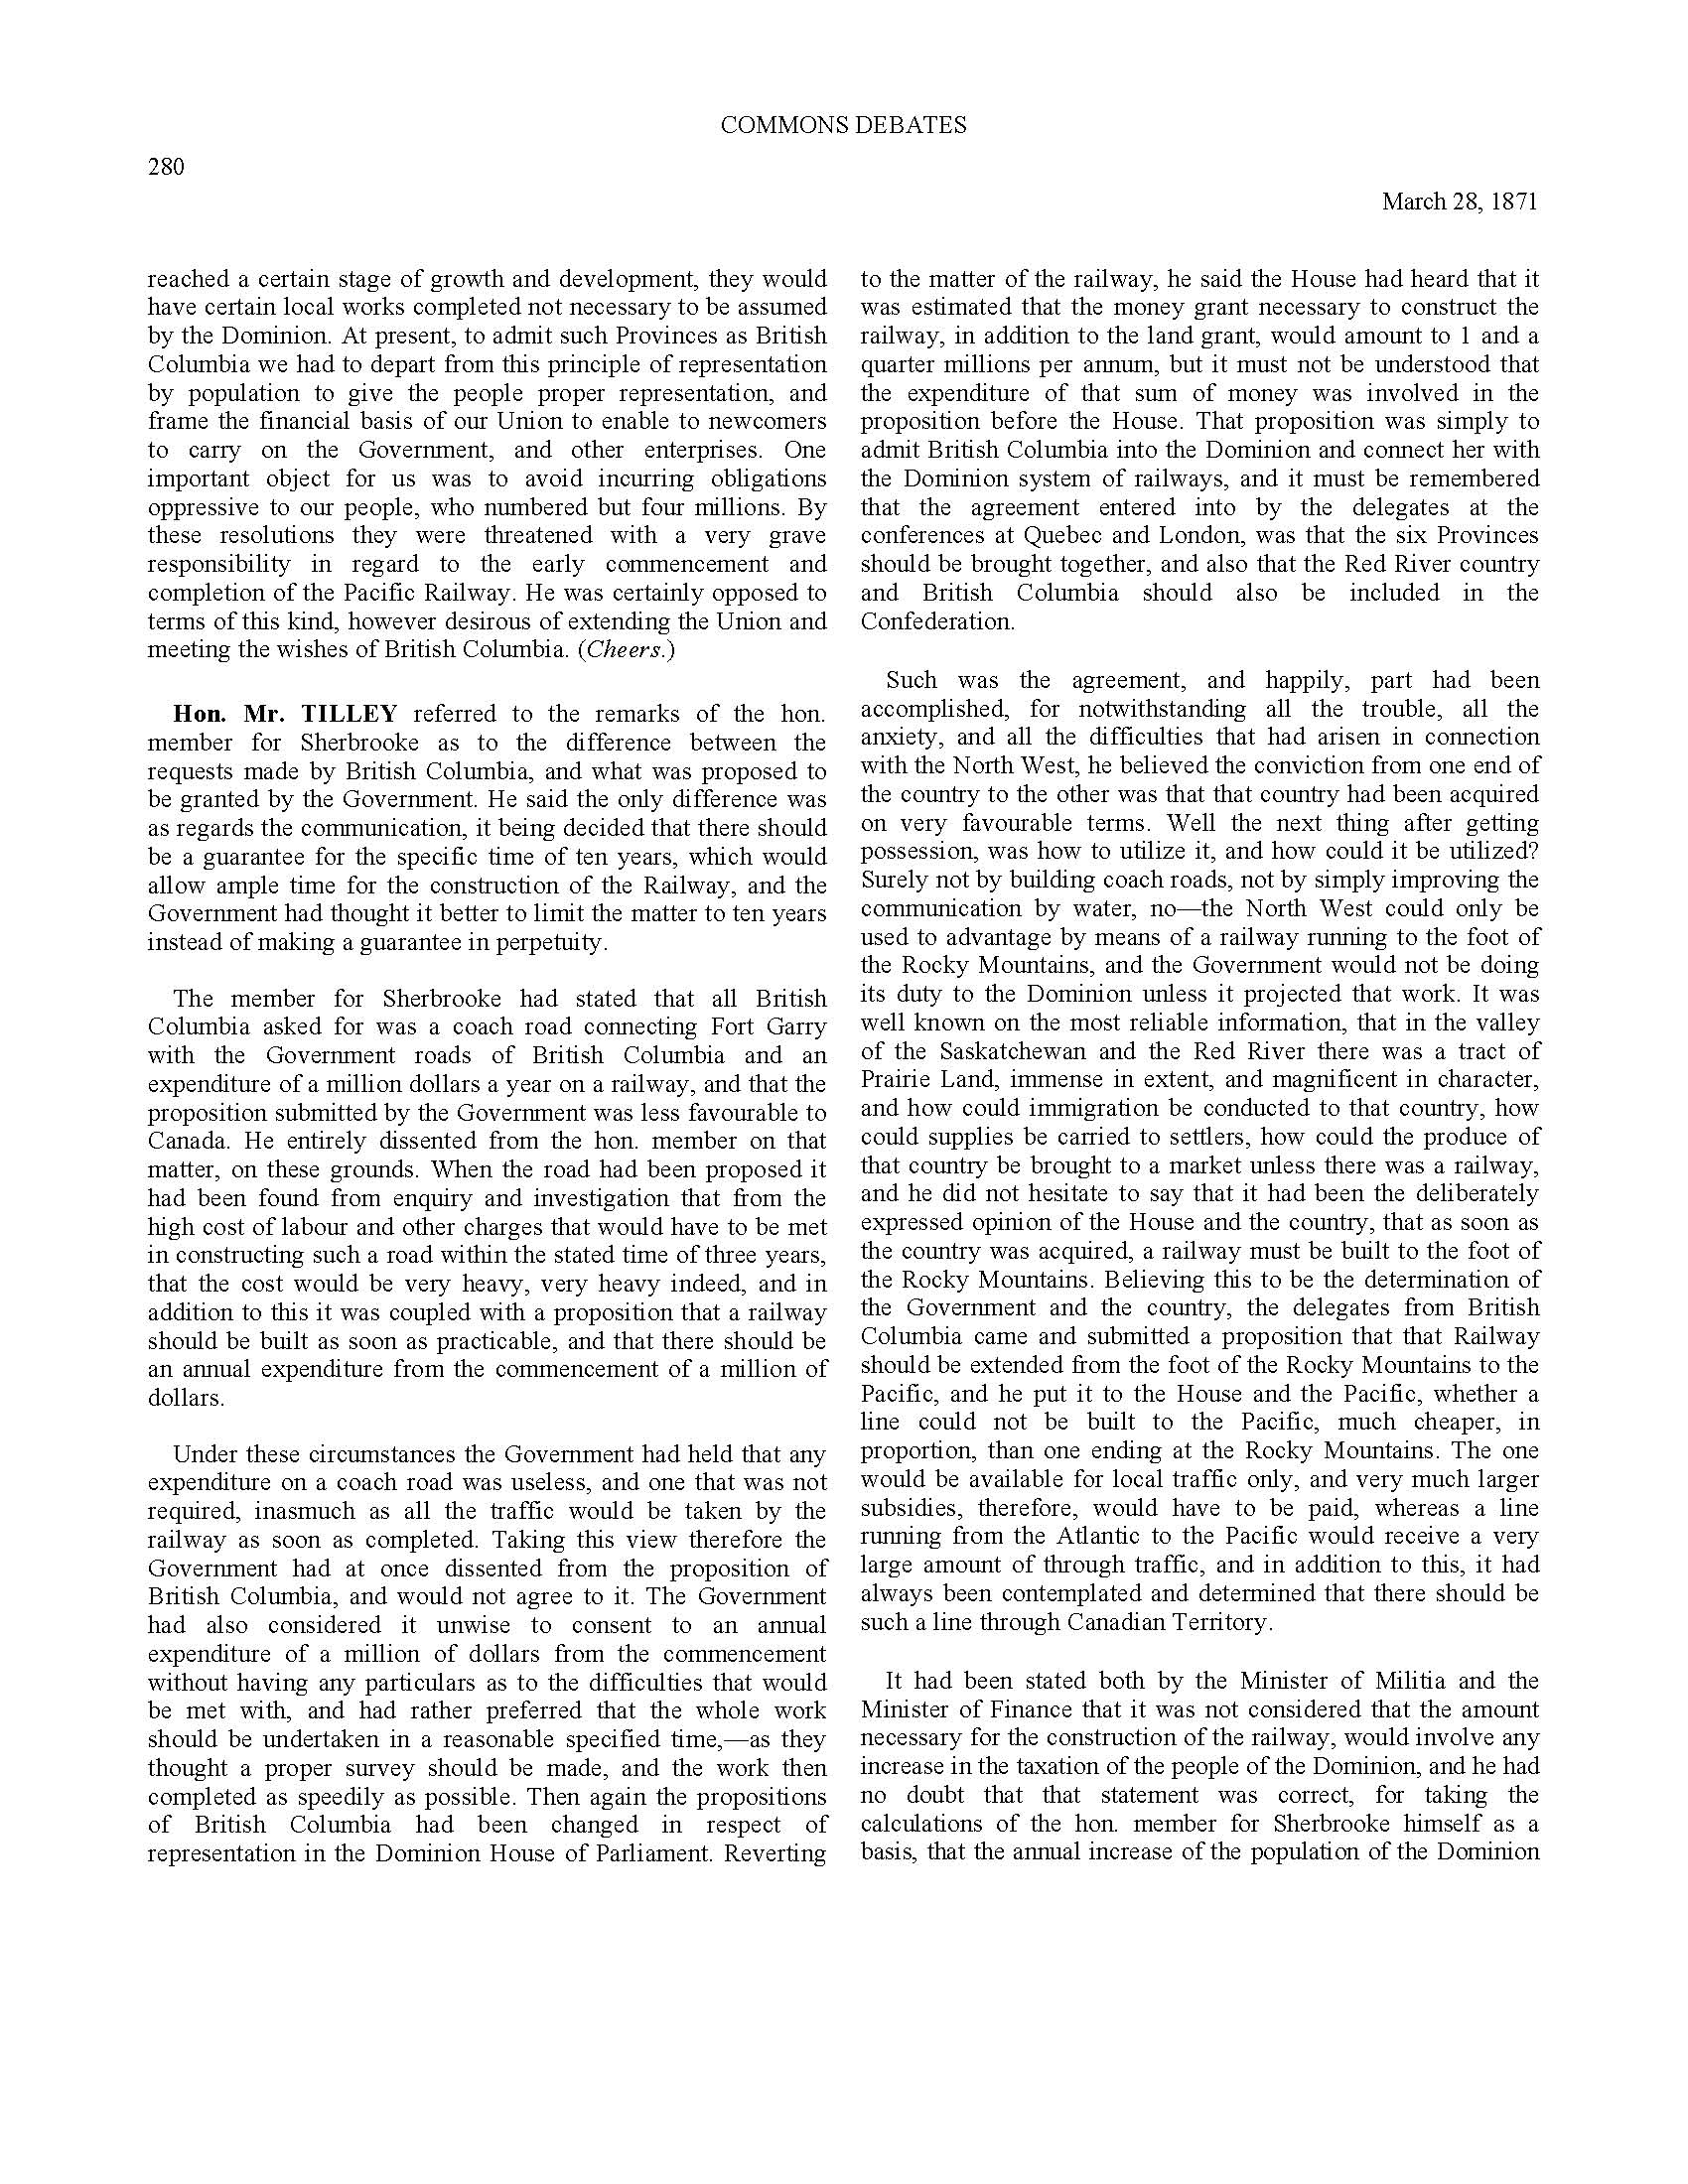 COMMONS DEBATES
280
March 28, 1871
reached a certain stage of growth and development, they would
have certain local works completed not necessary to be assumed
by the Dominion. At present, to admit such Provinces as British
Columbia we had to depart from this principle of representation
by population to give the people proper representation, and
frame the financial basis of our Union to enable to newcomers
to carry on the Government, and other enterprises. One
important object for us was to avoid incurring obligations
oppressive to our people, who numbered but four millions. By
these resolutions they were threatened with a very grave
responsibility in regard to the early commencement and
completion of the Pacific Railway. He was certainly opposed to
terms of this kind, however desirous of extending the Union and
meeting the wishes of British Columbia. (Cheers.)
Hon. Mr. TILLEY referred to the remarks of the hon.
member for Sherbrooke as to the difference between the
requests made by British Columbia, and what was proposed to
be granted by the Government. He said the only difference was
as regards the communication, it being decided that there should
be a guarantee for the specific time of ten years, which would
allow ample time for the construction of the Railway, and the
Government had thought it better to limit the matter to ten years
instead of making a guarantee in perpetuity.
The member for Sherbrooke had stated that all British
Columbia asked for was a coach road connecting Fort Garry
with the Government roads of British Columbia and an
expenditure of a million dollars a year on a railway, and that the
proposition submitted by the Government was less favourable to
Canada. He entirely dissented from the hon. member on that
matter, on these grounds. When the road had been proposed it
had been found from enquiry and investigation that from the
high cost of labour and other charges that would have to be met
in constructing such a road within the stated time of three years,
that the cost would be very heavy, very heavy indeed, and in
addition to this it was coupled with a proposition that a railway
should be built as soon as practicable, and that there should be
an annual expenditure from the commencement of a million of
dollars.
Under these circumstances the Government had held that any
expenditure on a coach road was useless, and one that was not
required, inasmuch as all the traffic would be taken by the
railway as soon as completed. Taking this view therefore the
Government had at once dissented from the proposition of
British Columbia, and would not agree to it. The Government
had also considered it unwise to consent to an annual
expenditure of a million of dollars from the commencement
without having any particulars as to the difficulties that would
be met with, and had rather preferred that the whole work
should be undertaken in a reasonable specified time,—as they
thought a proper survey should be made, and the work then
completed as speedily as possible. Then again the propositions
of British Columbia had been changed in respect of
representation in the Dominion House of Parliament. Reverting
to the matter of the railway, he said the House had heard that it
was estimated that the money grant necessary to construct the
railway, in addition to the land grant, would amount to 1 and a
quarter millions per annum, but it must not be understood that
the expenditure of that sum of money was involved in the
proposition before the House. That proposition was simply to
admit British Columbia into the Dominion and connect her with
the Dominion system of railways, and it must be remembered
that the agreement entered into by the delegates at the
conferences at Quebec and London, was that the six Provinces
should be brought together, and also that the Red River country
and British Columbia should also be included in the
Confederation.
Such was the agreement, and happily, part had been
accomplished, for notwithstanding all the trouble, all the
anxiety, and all the difficulties that had arisen in connection
with the North West, he believed the conviction from one end of
the country to the other was that that country had been acquired
on very favourable terms. Well the next thing after getting
possession, was how to utilize it, and how could it be utilized?
Surely not by building coach roads, not by simply improving the
communication by water, no—the North West could only be
used to advantage by means of a railway running to the foot of
the Rocky Mountains, and the Government would not be doing
its duty to the Dominion unless it projected that work. It was
well known on the most reliable information, that in the valley
of the Saskatchewan and the Red River there was a tract of
Prairie Land, immense in extent, and magnificent in character,
and how could immigration be conducted to that country, how
could supplies be carried to settlers, how could the produce of
that country be brought to a market unless there was a railway,
and he did not hesitate to say that it had been the deliberately
expressed opinion of the House and the country, that as soon as
the country was acquired, a railway must be built to the foot of
the Rocky Mountains. Believing this to be the determination of
the Government and the country, the delegates from British
Columbia came and submitted a proposition that that Railway
should be extended from the foot of the Rocky Mountains to the
Pacific, and he put it to the House and the Pacific, whether a
line could not be built to the Pacific, much cheaper, in
proportion, than one ending at the Rocky Mountains. The one
would be available for local traffic only, and very much larger
subsidies, therefore, would have to be paid, whereas a line
running from the Atlantic to the Pacific would receive a very
large amount of through traffic, and in addition to this, it had
always been contemplated and determined that there should be
such a line through Canadian Territory.
It had been stated both by the Minister of Militia and the
Minister of Finance that it was not considered that the amount
necessary for the construction of the railway, would involve any
increase in the taxation of the people of the Dominion, and he had
no doubt that that statement was correct, for taking the
calculations of the hon. member for Sherbrooke himself as a
basis, that the annual increase of the population of the Dominion